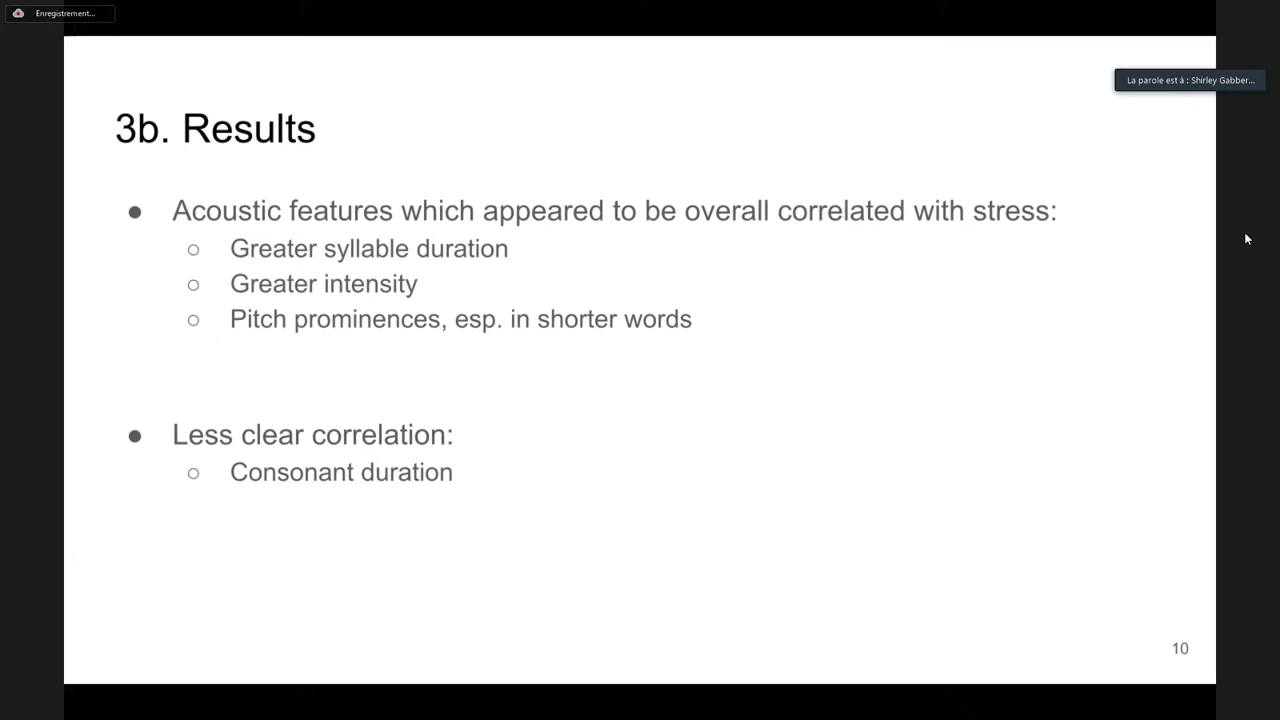 Enregistrement...
La parole est à : Shirley Gabber...
3b. Results
● Acoustic features which appeared to be overall correlated with stress:
○ Greater syllable duration
○ Greater intensity
○ Pitch prominences, esp. in shorter words
● Less clear correlation:
○ Consonant duration
10